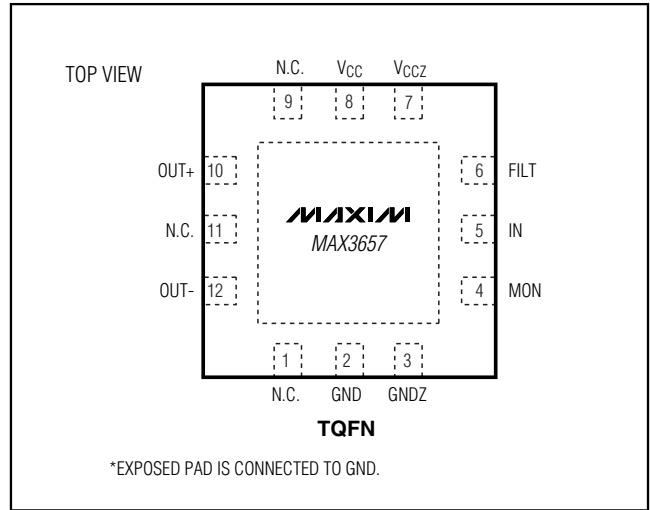 TOP VIEW
N.C. VCC VCCZ
9 8 7
OUT+ 10
6 FILT
MAXIM
N.C. 11
5 IN
MAX3657
OUT- 12
4 MON
1 2 3
N.C. GND GNDZ
TQFN
*EXPOSED PAD IS CONNECTED TO GND.